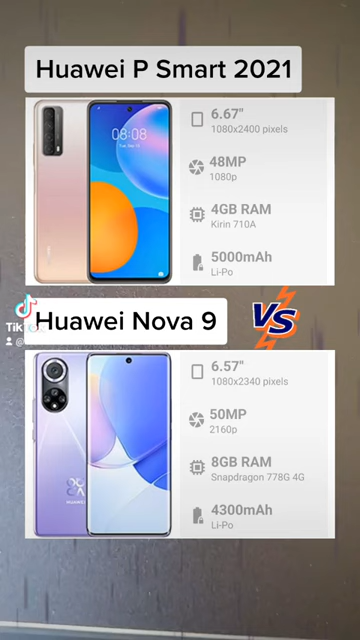 Huawei P Smart 2021
6.67"
1080x2400 pixels
08:08
48MP
1080p
4GB RAM
Kirin 710A
5000mAh
Li-Po
TikTok
Huawei Nova 9
VS
@
6.57"
1080x2340 pixels
50MP
2160p
8GB RAM
Snapdragon 778G 4G
4300mAh
Li-Po